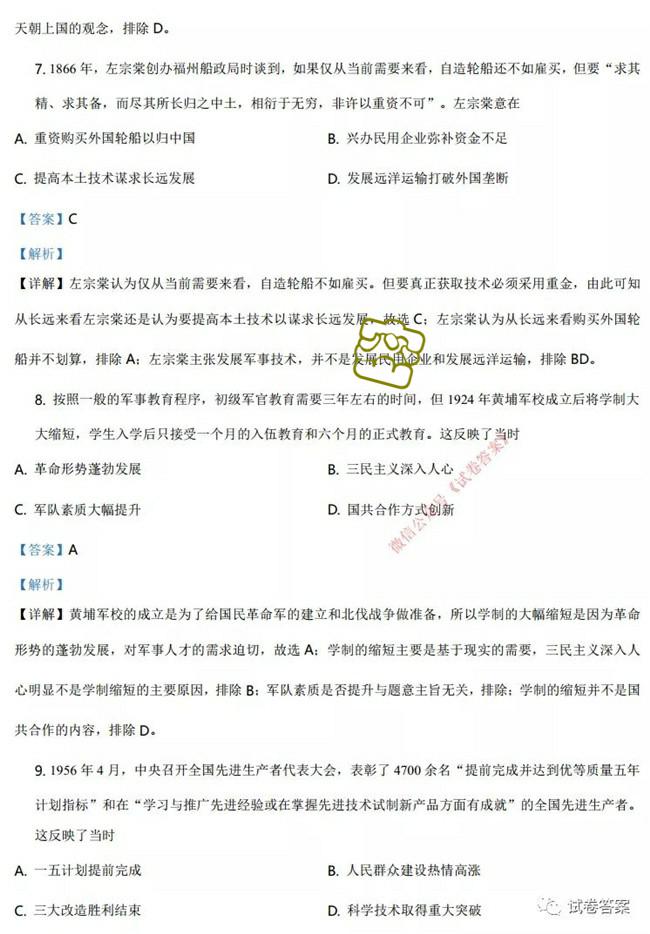 天朝上国的观念，排除 D。
7. 1866 年，左宗棠创办福州船政局时谈到，如果仅从当前需要来看，自造轮船还不如雇买，但要“求其
精、求其备，而尽其所长归之中土，相衍于无穷，非许以重资不可”。左宗棠意在
A. 重资购买外国轮船以归中国 B. 兴办民用企业弥补资金不足
C. 提高本土技术谋求长远发展 D. 发展远洋运输打破外国垄断
【答案】C
【解析】
【详解】左宗棠认为仅从当前需要来看，自造轮船不如雇买。但要真正获取技术必须采用重金，由此可知
从长远来看左宗棠还是认为要提高本土技术以谋求长远发展，故选 C；左宗棠认为从长远来看购买外国轮
船并不划算，排除 A；左宗棠主张发展军事技术，并不是发展民用企业和发展远洋运输，排除 BD。
8. 按照一般的军事教育程序，初级军官教育需要三年左右的时间，但 1924 年黄埔军校成立后将学制大
大缩短，学生入学后只接受一个月的入伍教育和六个月的正式教育。这反映了当时
A. 革命形势蓬勃发展 B. 三民主义深入人心
C. 军队素质大幅提升 D. 国共合作方式创新
微信公众号《试卷答案》
【答案】A
【解析】
【详解】黄埔军校的成立是为了给国民革命军的建立和北伐战争做准备，所以学制的大幅缩短是因为革命
形势的蓬勃发展，对军事人才的需求迫切，故选 A；学制的缩短主要是基于现实的需要，三民主义深入人
心明显不是学制缩短的主要原因，排除 B；军队素质是否提升与题意主旨无关，排除；学制的缩短并不是国
共合作的内容，排除 D。
9. 1956 年 4 月，中央召开全国先进生产者代表大会，表彰了 4700 余名“提前完成并达到优等质量五年
计划指标”和在“学习与推广先进经验或在掌握先进技术试制新产品方面有成就”的全国先进生产者。
这反映了当时
A. 一五计划提前完成 B. 人民群众建设热情高涨
C. 三大改造胜利结束 D. 科学技术取得重大突破
试卷答案